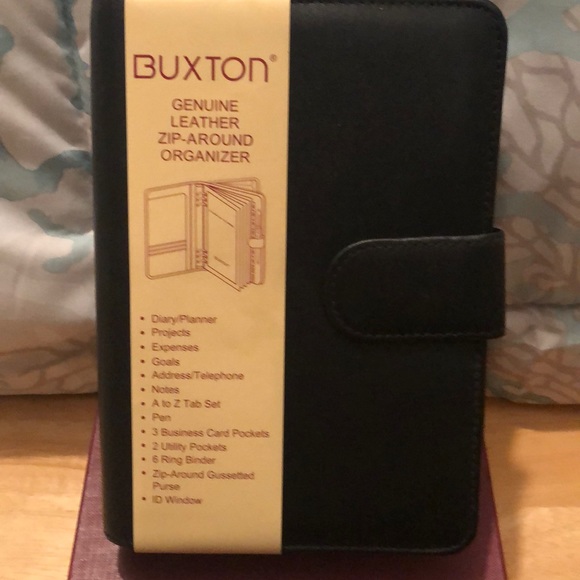 BUXTON®
GENUINE
LEATHER
ZIP-AROUND
ORGANIZER
• Diary/Planner
• Projects
• Expenses
• Goals
• Address/Telephone
• Notes
• A to Z Tab Set
• Pen
• 3 Business Card Pockets
• 2 Utility Pockets
• 6 Ring Binder
• Zip-Around Gussetted
Purse
• ID Window